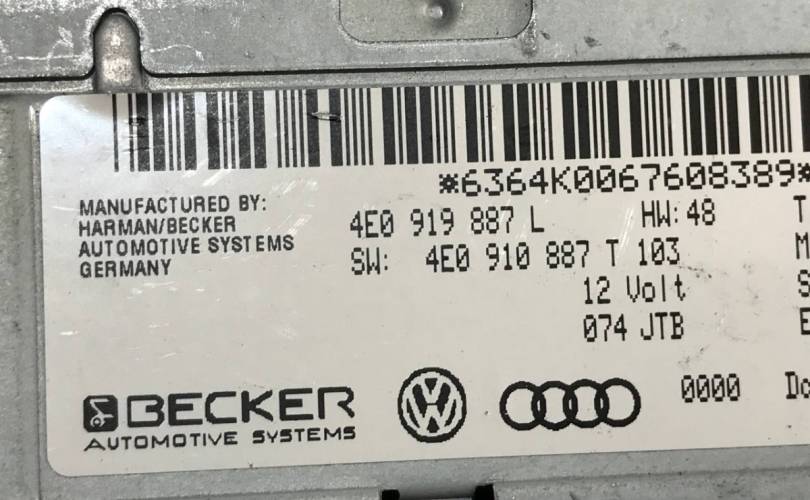 *6364K0067608389*
MANUFACTURED BY:
HARMAN/BECKER
AUTOMOTIVE SYSTEMS
GERMANY
4E0 919 887 L HW: 48
SW: 4E0 910 887 T 103
12 Volt
074 JTB
0000
BECKER
AUTOMOTIVE SYSTEMS